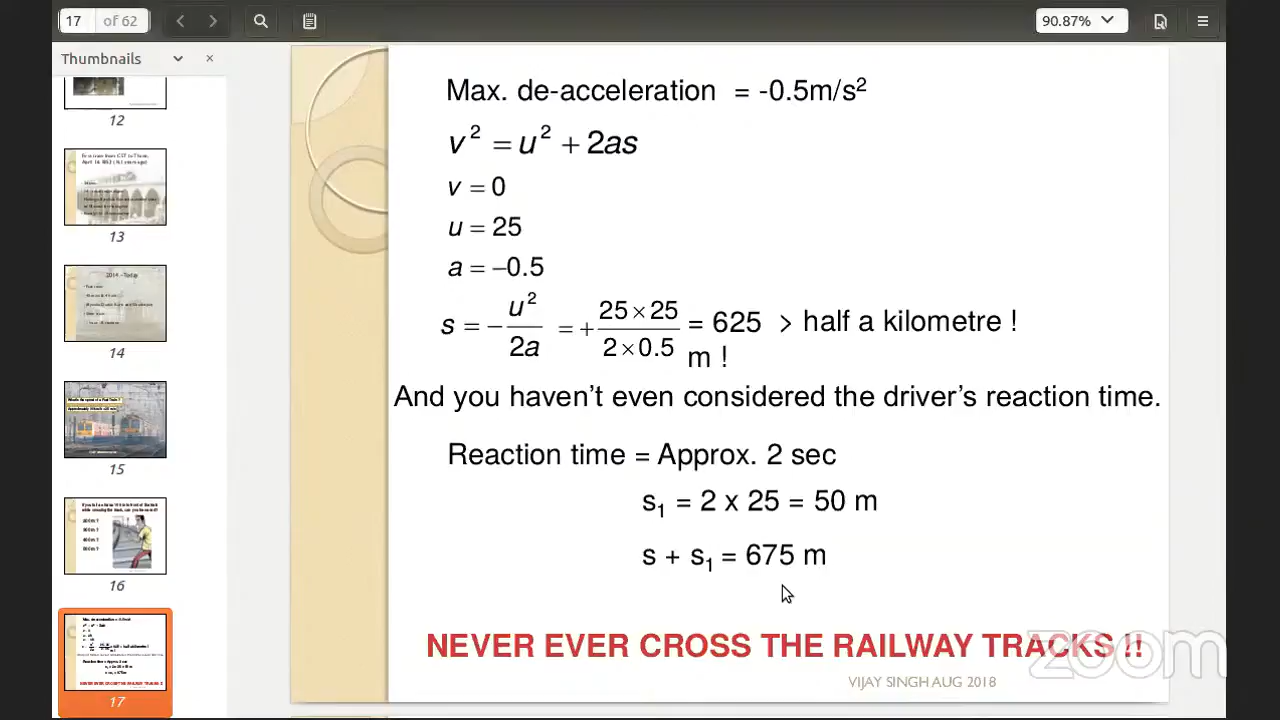 17 of 62
90.87%
Thumbnails
12
13
2014 - Today
14
15
16
17
Max. de-acceleration = -0.5m/s²
v² = u² + 2as
v = 0
u = 25
a = −0.5
s = − u²/2a = + 25 × 25 / 2 × 0.5 = 625 > half a kilometre !
m !
And you haven't even considered the driver's reaction time.
Reaction time = Approx. 2 sec
s₁ = 2 x 25 = 50 m
s + s₁ = 675 m
NEVER EVER CROSS THE RAILWAY TRACKS !!
zoom
VIJAY SINGH AUG 2018